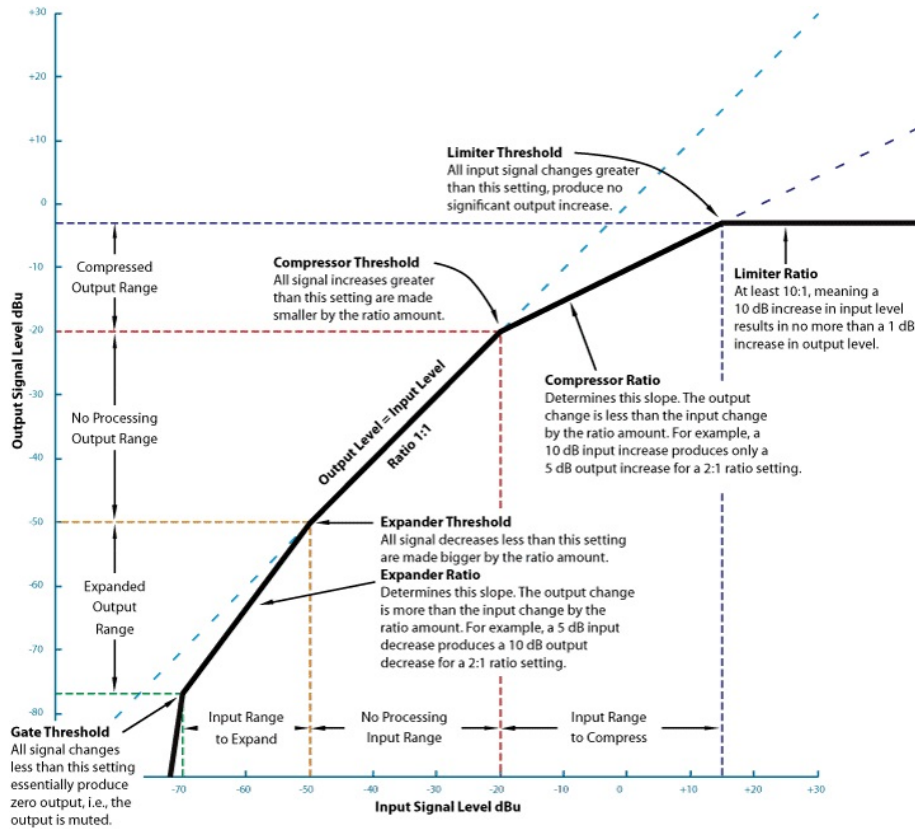 +30
+20
+10
0
-10
-20
-30
-40
-50
-60
-70
-80
Output Signal Level dBu
Limiter Threshold
All input signal changes greater
than this setting, produce no
significant output increase.
Compressed
Output Range
Compressor Threshold
All signal increases greater
than this setting are made
smaller by the ratio amount.
Limiter Ratio
At least 10:1, meaning a
10 dB increase in input level
results in no more than a 1 dB
increase in output level.
No Processing
Output Range
Output Level = Input Level
Ratio 1:1
Compressor Ratio
Determines this slope. The output
change is less than the input change
by the ratio amount. For example, a
10 dB input increase produces only a
5 dB output increase for a 2:1 ratio setting.
Expander Threshold
All signal decreases less than this setting
are made bigger by the ratio amount.
Expander Ratio
Determines this slope. The output change
is more than the input change by the
ratio amount. For example, a 5 dB input
decrease produces a 10 dB output
decrease for a 2:1 ratio setting.
Expanded
Output
Range
Gate Threshold
All signal changes
less than this setting
essentially produce
zero output, i.e., the
output is muted.
Input Range
to Expand
No Processing
Input Range
Input Range
to Compress
-70
-60
-50
-40
-30
-20
-10
0
+10
+15
+20
+30
Input Signal Level dBu